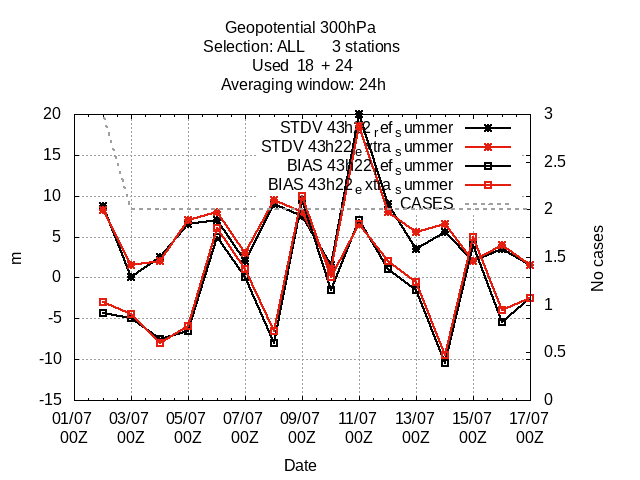 Geopotential 300hPa
Selection: ALL 3 stations
Used 18 + 24
Averaging window: 24h
STDV 43h22_ref_summer
STDV 43h22_extra_summer
BIAS 43h22_ref_summer
BIAS 43h22_extra_summer
CASES
20
15
10
5
0
-5
-10
-15
m
3
2.5
2
1.5
1
0.5
0
No cases
01/07 03/07 05/07 07/07 09/07 11/07 13/07 15/07 17/07
00Z 00Z 00Z 00Z 00Z 00Z 00Z 00Z 00Z
Date